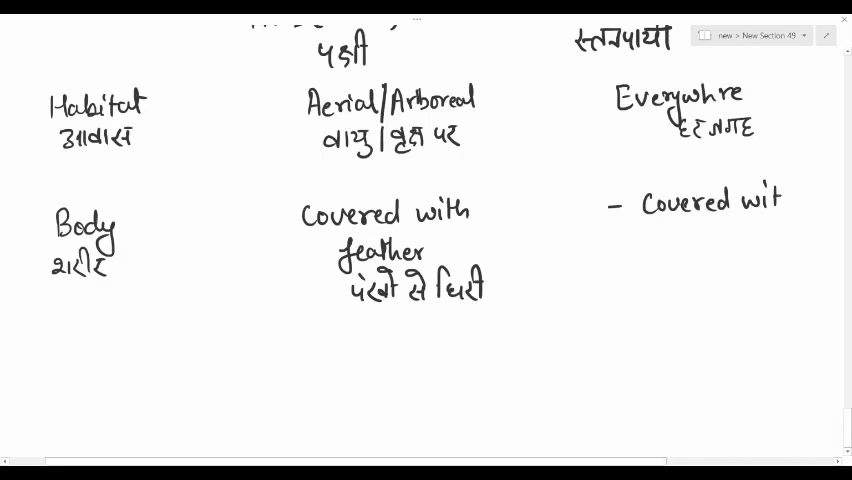 पक्षी
स्तनपायी
new > New Section 49
Habitat
Aerial/Arboreal
Everywhre
आवास
वायु/वृक्ष पर
हर जगह
Body
Covered with
- Covered wit
feather
शरीर
पंखों से घिरी